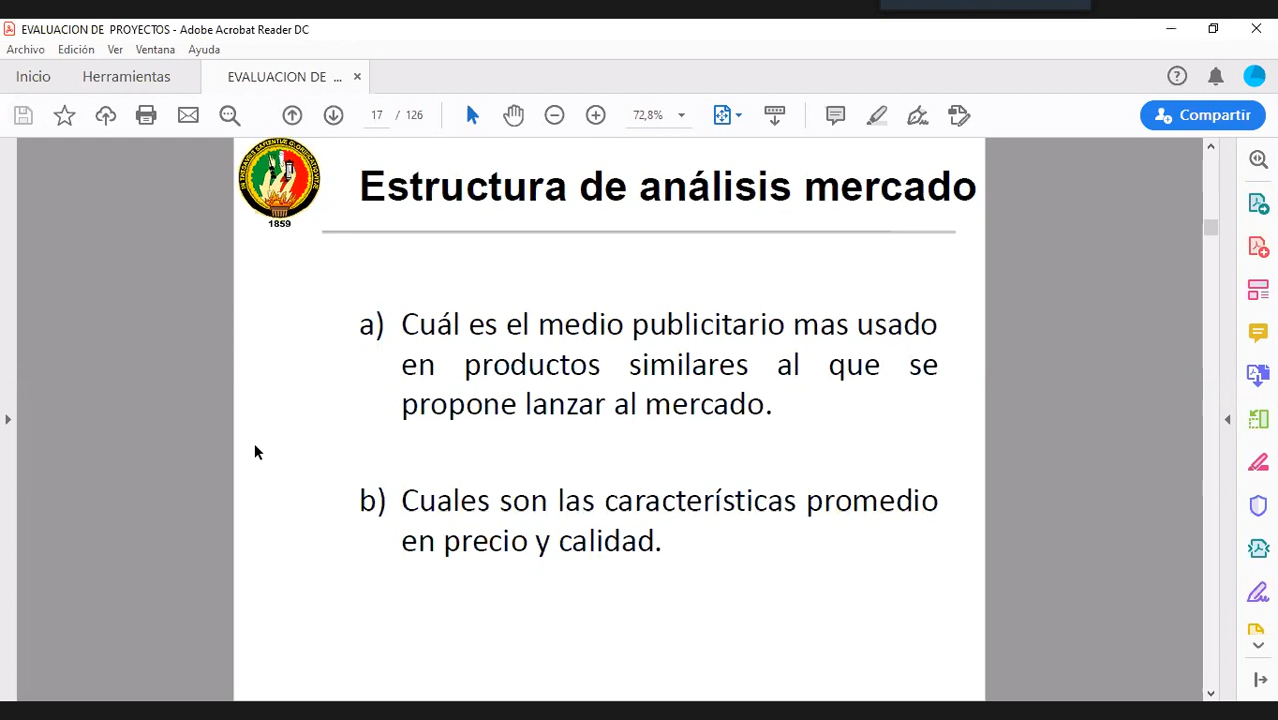 EVALUACION DE PROYECTOS - Adobe Acrobat Reader DC
Archivo Edición Ver Ventana Ayuda
Inicio Herramientas EVALUACION DE ... ×
17 / 126 72,8% Compartir
Estructura de análisis mercado
1859
a) Cuál es el medio publicitario mas usado
en productos similares al que se
propone lanzar al mercado.
b) Cuales son las características promedio
en precio y calidad.